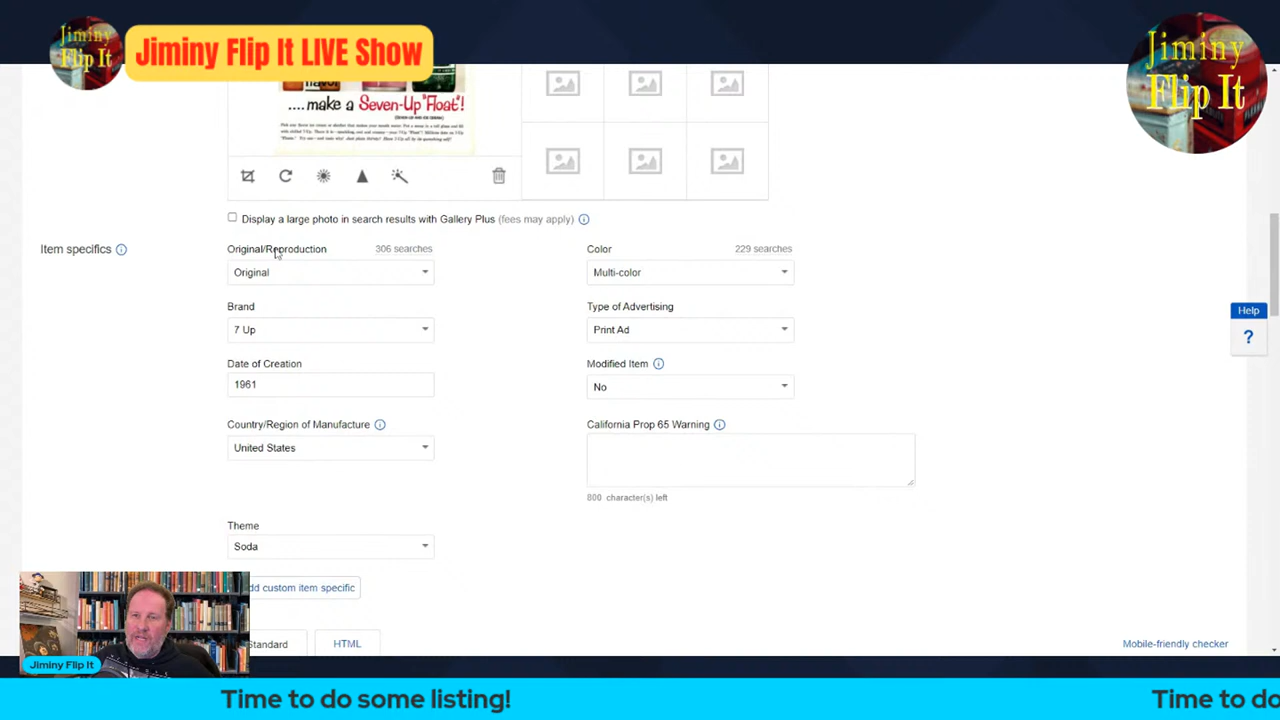 Jiminy Flip It
Jiminy Flip It LIVE Show
Jiminy
Flip It
flavor
....make a Seven-Up "Float"!
Display a large photo in search results with Gallery Plus (fees may apply)
Item specifics
Original/Reproduction 306 searches
Original
Color 229 searches
Multi-color
Brand
7 Up
Type of Advertising
Print Ad
Date of Creation
1961
Modified Item
No
Country/Region of Manufacture
United States
California Prop 65 Warning
800 character(s) left
Theme
Soda
dd custom item specific
Standard
HTML
Mobile-friendly checker
Help
?
Jiminy Flip It
Time to do some listing!
Time to do